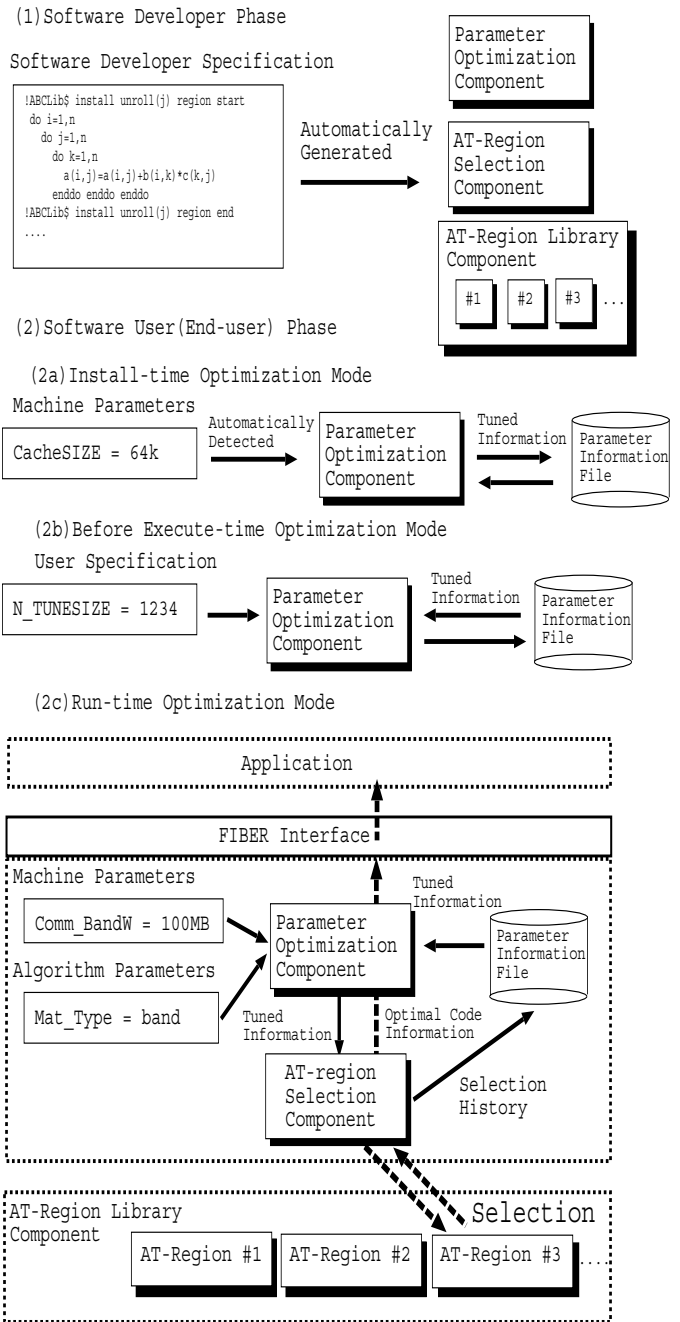 (1)Software Developer Phase
Software Developer Specification
!ABCLib$ install unroll(j) region start
do i=1,n
do j=1,n
do k=1,n
a(i,j)=a(i,j)+b(i,k)*c(k,j)
enddo enddo enddo
!ABCLib$ install unroll(j) region end
....
Automatically
Generated
Parameter
Optimization
Component
AT-Region
Selection
Component
AT-Region Library
Component
#1 #2 #3 ...
(2)Software User(End-user) Phase
(2a)Install-time Optimization Mode
Machine Parameters
CacheSIZE = 64k
Automatically
Detected
Parameter
Optimization
Component
Tuned
Information
Parameter
Information
File
(2b)Before Execute-time Optimization Mode
User Specification
N_TUNESIZE = 1234
Parameter
Optimization
Component
Tuned
Information
Parameter
Information
File
(2c)Run-time Optimization Mode
Application
FIBER Interface
Machine Parameters
Comm_BandW = 100MB
Algorithm Parameters
Mat_Type = band
Parameter
Optimization
Component
Tuned
Information
Parameter
Information
File
Tuned
Information
Optimal Code
Information
AT-region
Selection
Component
Selection
History
AT-Region Library
Component
Selection
AT-Region #1 AT-Region #2 AT-Region #3 ....